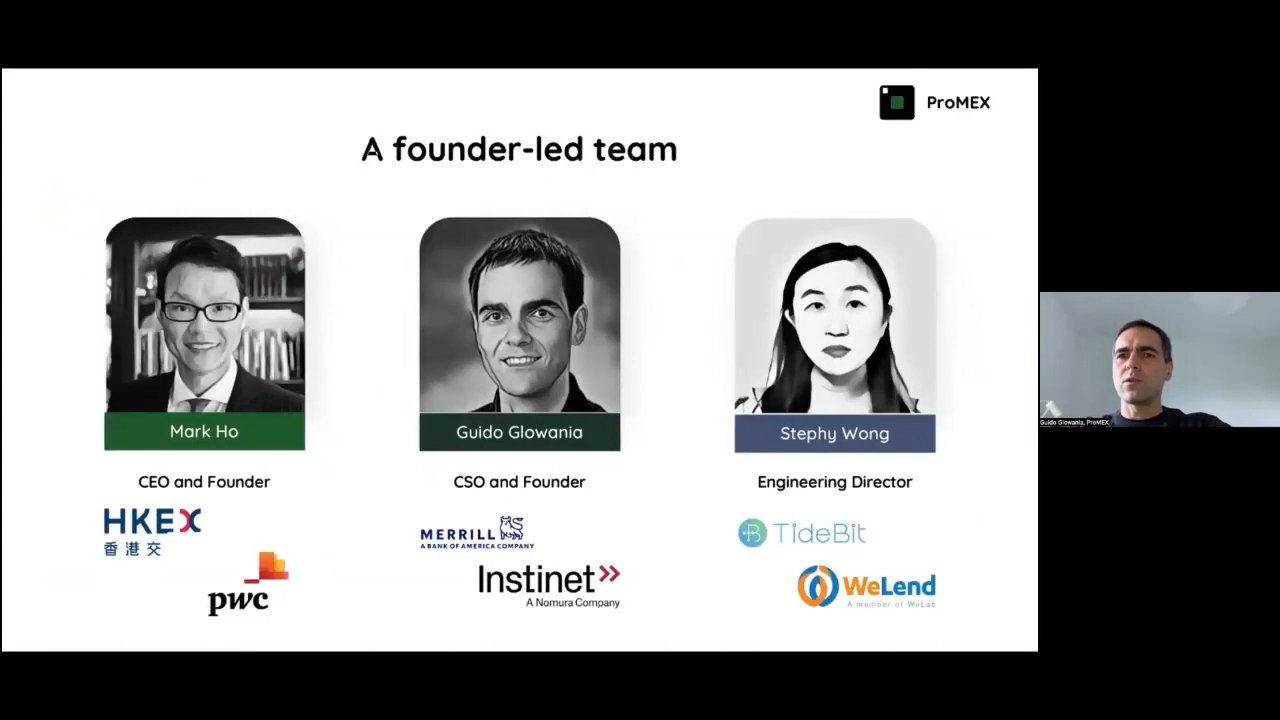 ProMEX
A founder-led team
Mark Ho
Guido Glowania
Stephy Wong
CEO and Founder
CSO and Founder
Engineering Director
HKEX
香港交
pwc
MERRILL
A BANK OF AMERICA COMPANY
Instinet
A Nomura Company
TideBit
WeLend
A member of WeLab
Guido Glowania, ProMEX